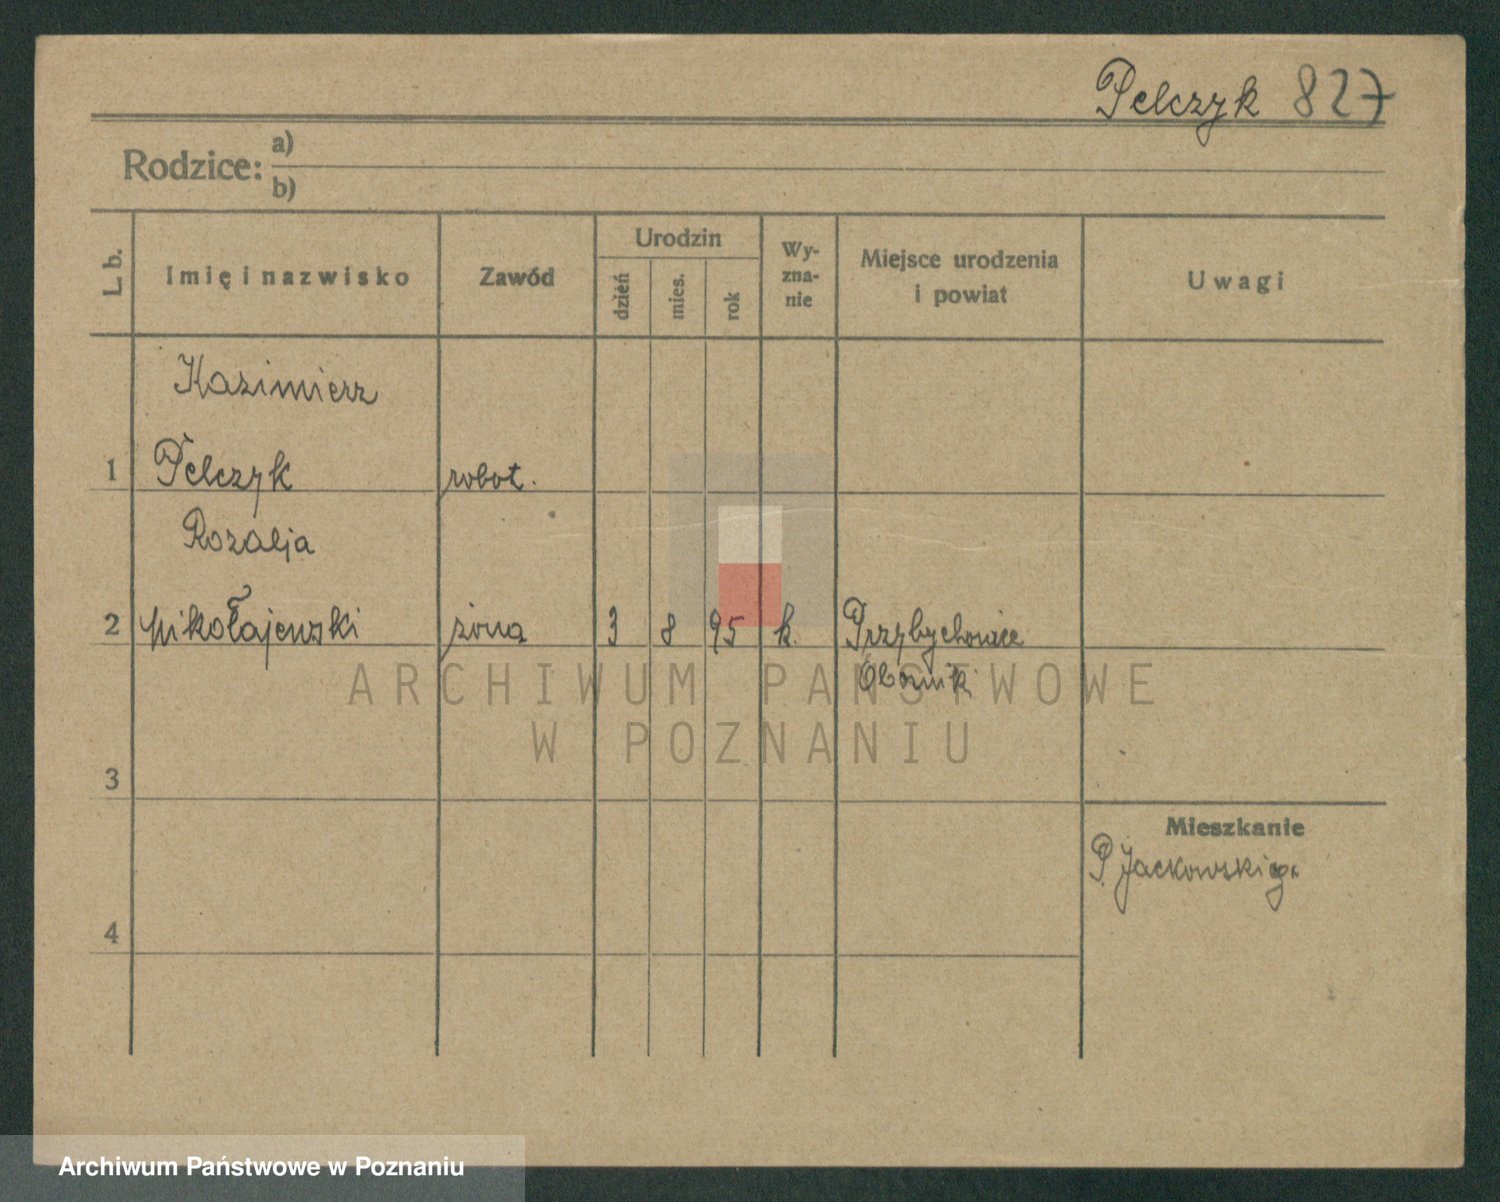 Pelczyk 827
Rodzice: a)
b)
L. b.
Imię i nazwisko
Zawód
Urodzin
dzień
mies.
rok
Wy-
zna-
nie
Miejsce urodzenia
i powiat
Uwagi
Kazimierz
1 Pelczyk robot.
Rozalja
2 Mikołajewski żona 3 8 95 k. Przybychowice
Oborniki
3
Mieszkanie
P. Jackowskiego
4
ARCHIWUM PAŃSTWOWE
W POZNANIU
Archiwum Państwowe w Poznaniu